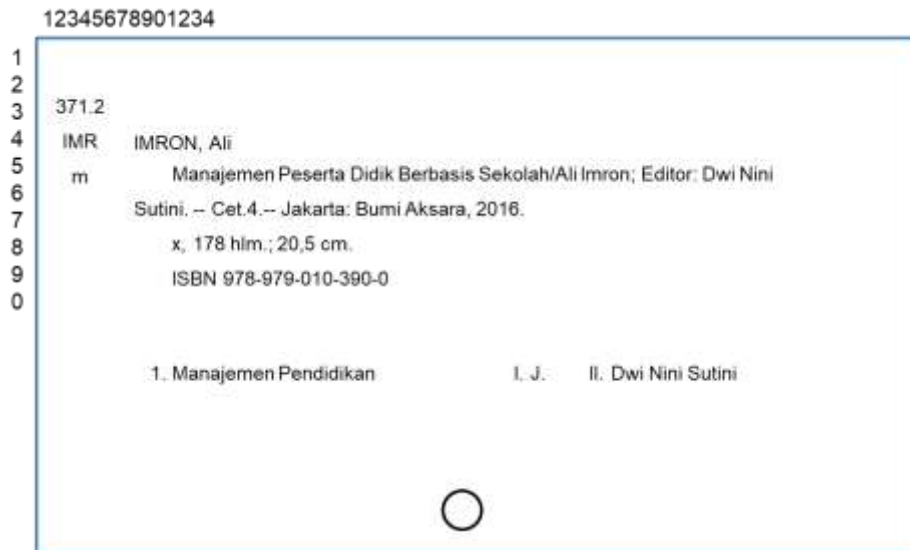 12345678901234
1
2
3 371.2
4 IMR IMRON, Ali
5 m Manajemen Peserta Didik Berbasis Sekolah/Ali Imron; Editor: Dwi Nini
6
7 Sutini. -- Cet.4.-- Jakarta: Bumi Aksara, 2016.
8 x, 178 hlm.; 20,5 cm.
9 ISBN 978-979-010-390-0
0
1. Manajemen Pendidikan I. J. II. Dwi Nini Sutini